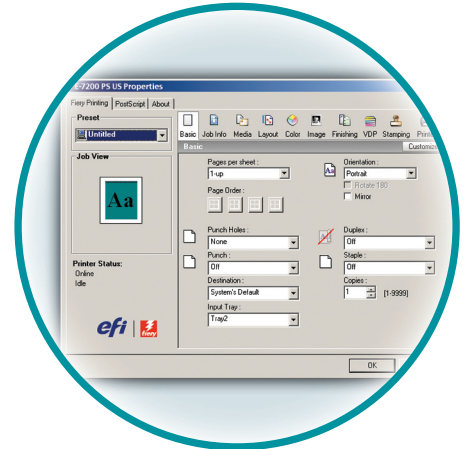 E-7200 PS US Properties
Fiery Printing PostScript About
Preset
Untitled
Basic Job Info Media Layout Color Image Finishing VDP Stamping Printer
Basic
Customize
Job View
Aa
Pages per sheet :
1-up
Page Order :
Aa
Orientation :
Portrait
Rotate 180
Mirror
Punch Holes :
None
Duplex :
Off
Punch :
Off
Staple :
Off
Destination :
System's Default
Copies :
1 [1-9999]
Input Tray :
Tray2
Printer Status:
Online
Idle
efi fiery
OK